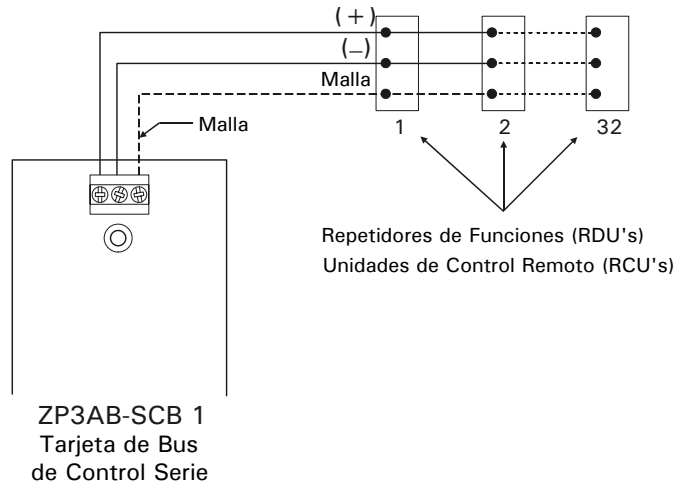 (+)
(–)
Malla
Malla
1 2 32
Repetidores de Funciones (RDU's)
Unidades de Control Remoto (RCU's)
ZP3AB-SCB 1
Tarjeta de Bus
de Control Serie